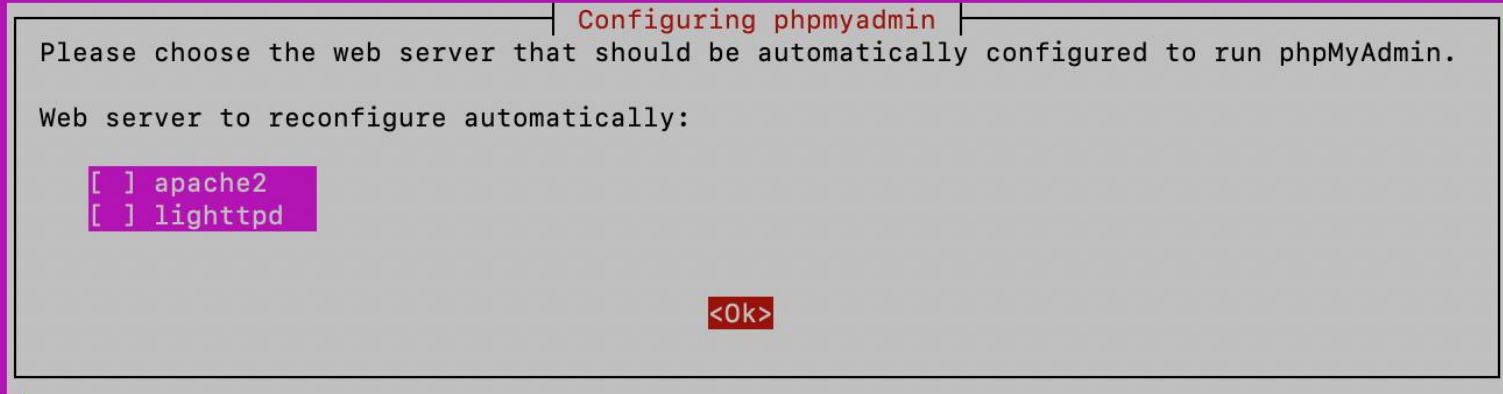 Configuring phpmyadmin
Please choose the web server that should be automatically configured to run phpMyAdmin.
Web server to reconfigure automatically:
[ ] apache2
[ ] lighttpd
<Ok>